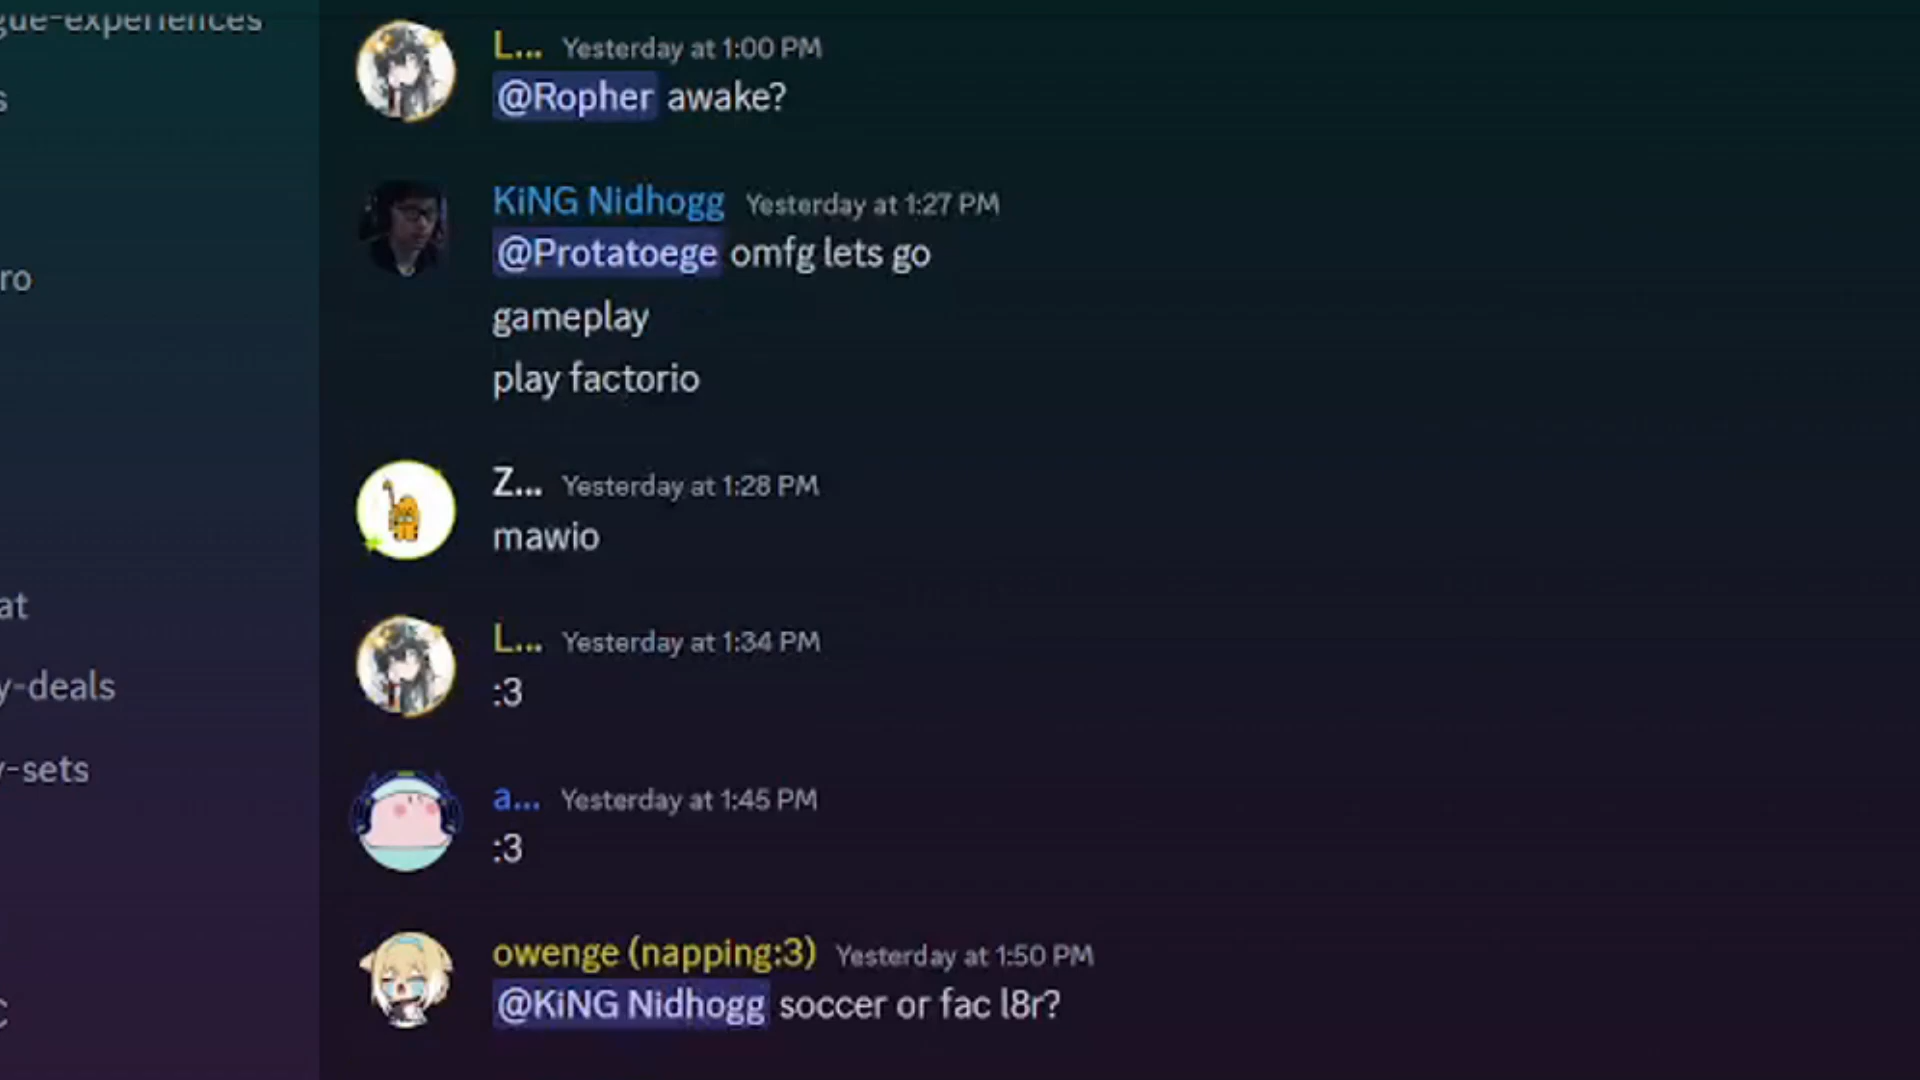 gue-experiences
s
ro
at
y-deals
y-sets
L... Yesterday at 1:00 PM
@Ropher awake?
KiNG Nidhogg Yesterday at 1:27 PM
@Protatoege omfg lets go
gameplay
play factorio
Z... Yesterday at 1:28 PM
mawio
L... Yesterday at 1:34 PM
:3
a... Yesterday at 1:45 PM
:3
owenge (napping:3) Yesterday at 1:50 PM
@KiNG Nidhogg soccer or fac l8r?